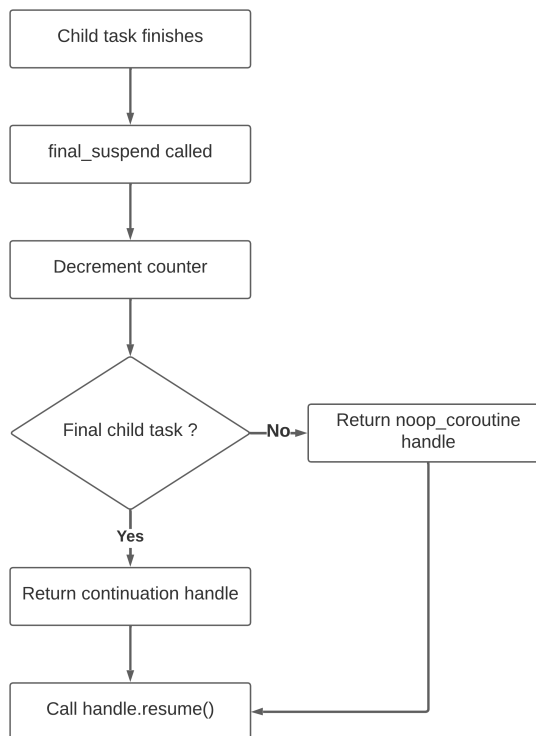 Child task finishes
final_suspend called
Decrement counter
Final child task ?
No
Return noop_coroutine
handle
Yes
Return continuation handle
Call handle.resume()